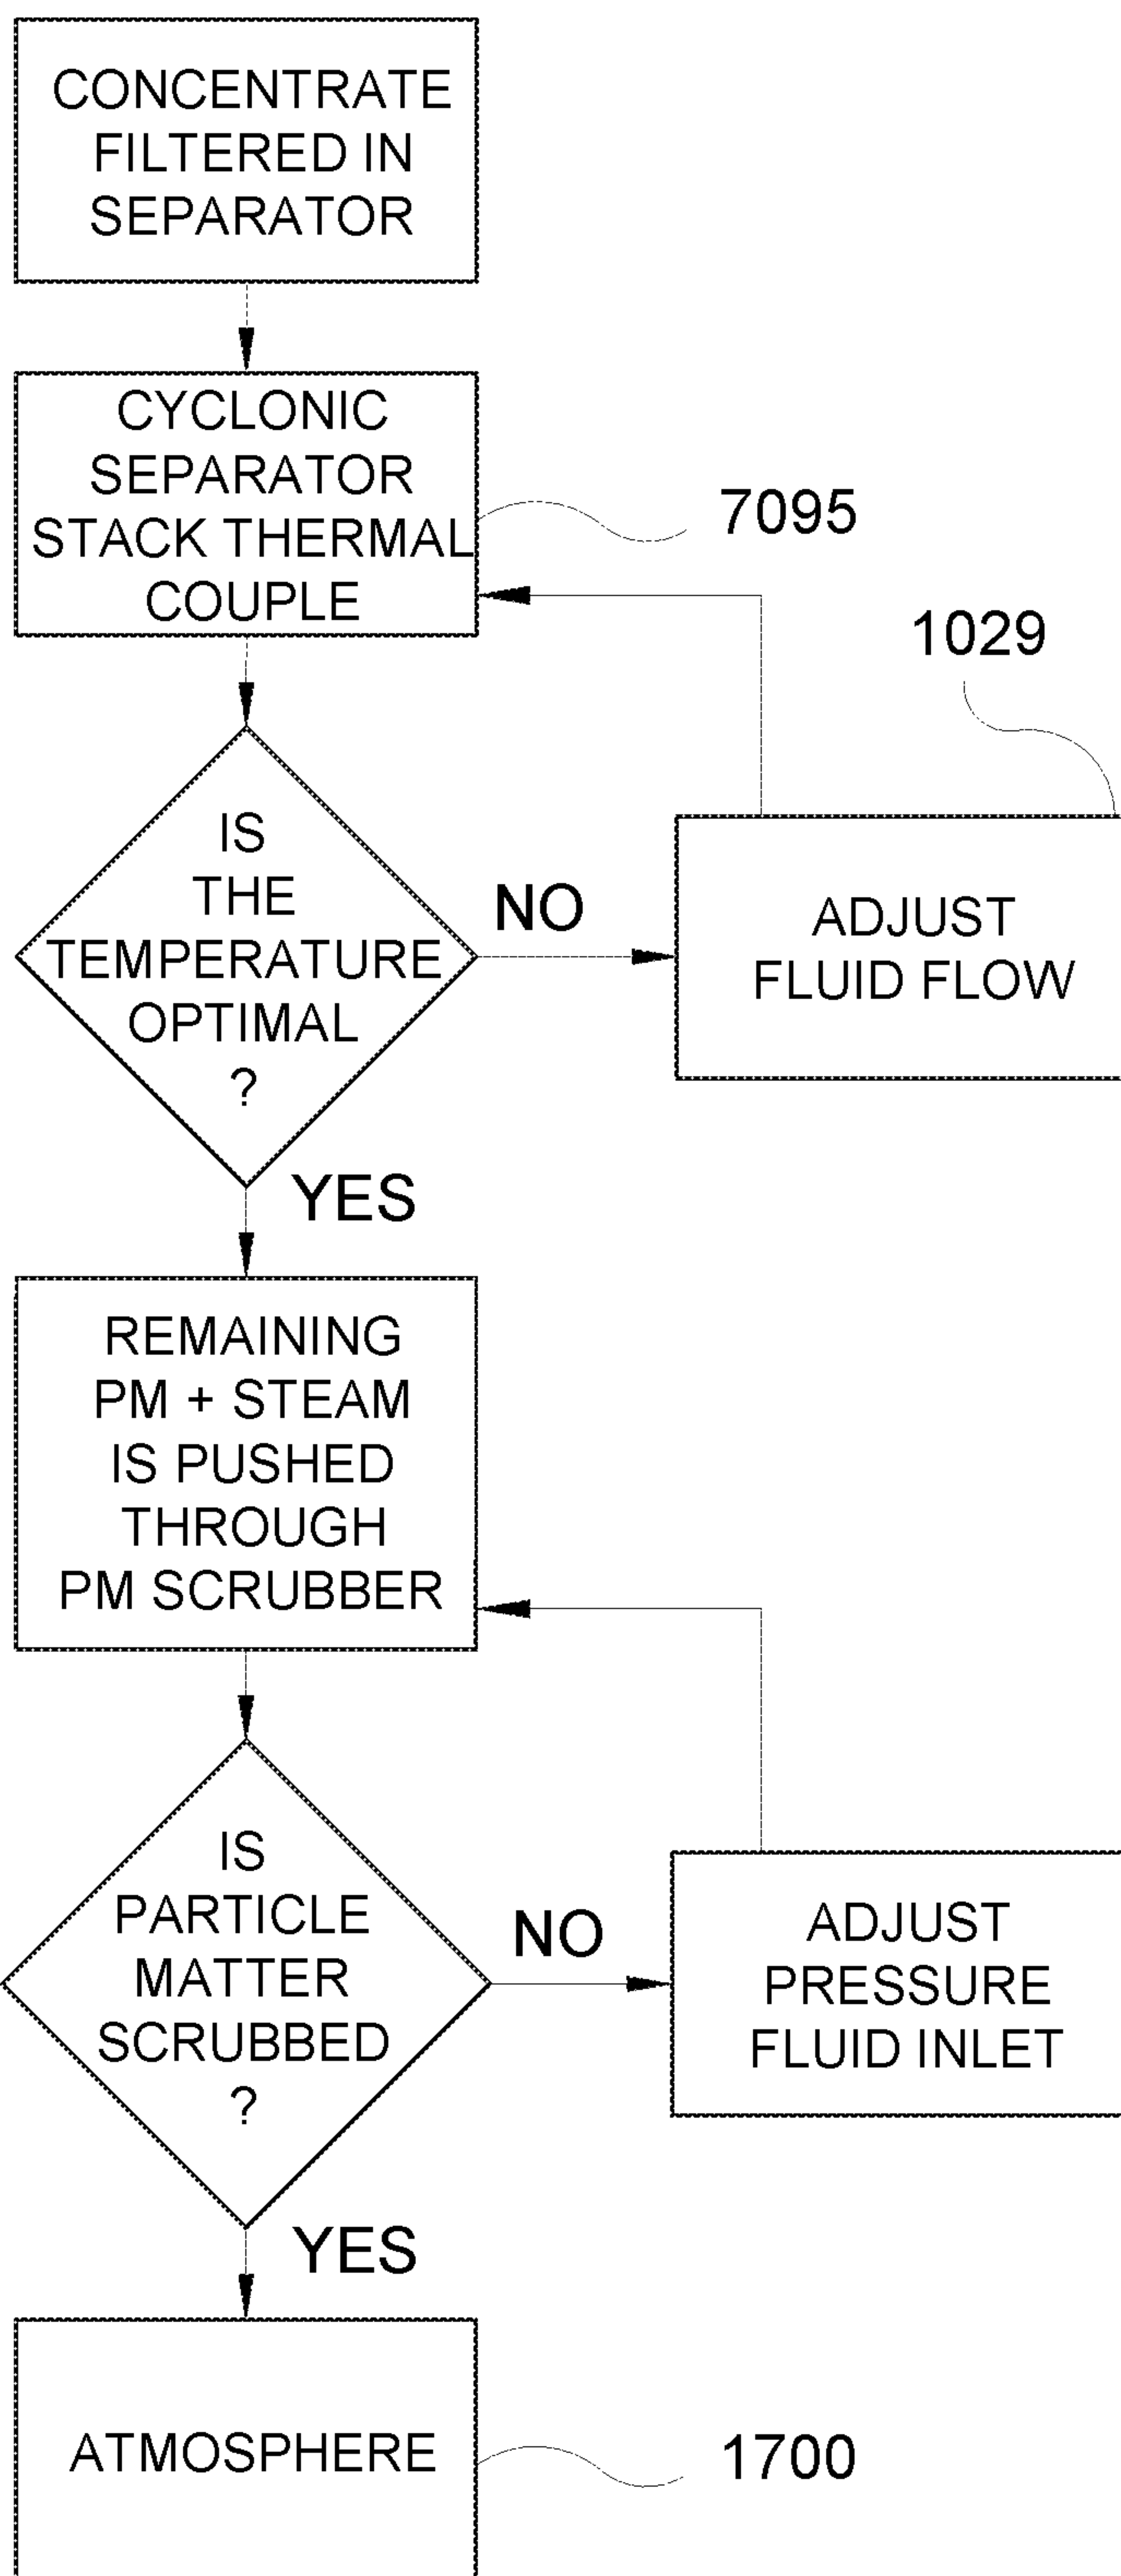 CONCENTRATE
FILTERED IN
SEPARATOR
CYCLONIC
SEPARATOR
STACK THERMAL
COUPLE
7095
1029
IS
THE
TEMPERATURE
OPTIMAL
?
NO
ADJUST
FLUID FLOW
YES
REMAINING
PM + STEAM
IS PUSHED
THROUGH
PM SCRUBBER
IS
PARTICLE
MATTER
SCRUBBED
?
NO
ADJUST
PRESSURE
FLUID INLET
YES
ATMOSPHERE
1700